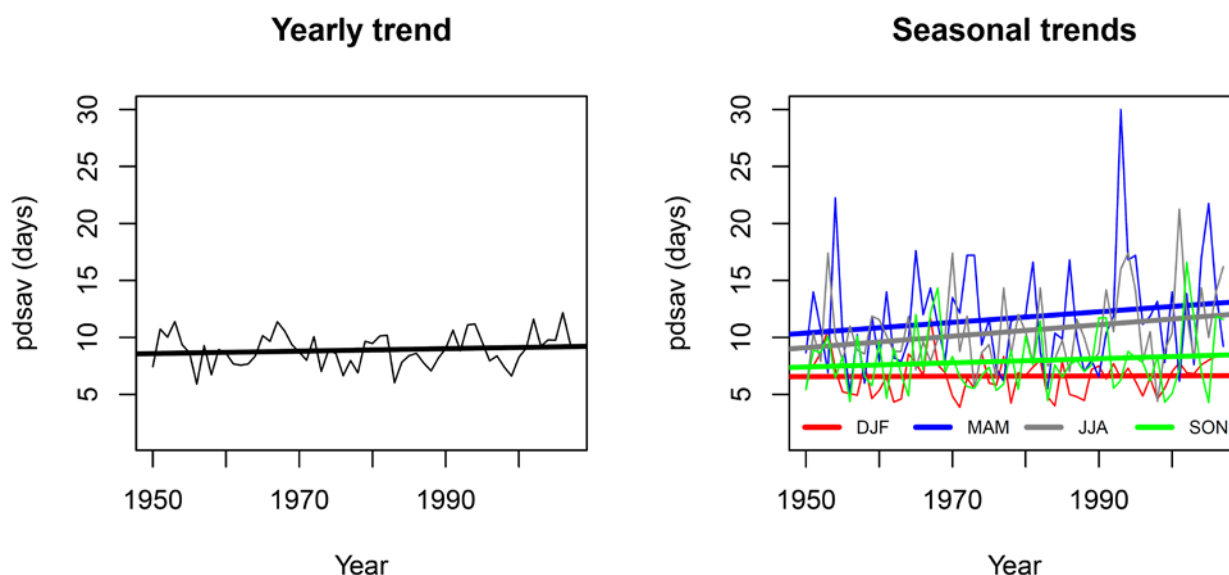 Yearly trend
pdsav (days)
30
25
20
15
10
5
1950
1970
1990
Year
Seasonal trends
pdsav (days)
30
25
20
15
10
5
DJF MAM JJA SON
1950
1970
1990
Year